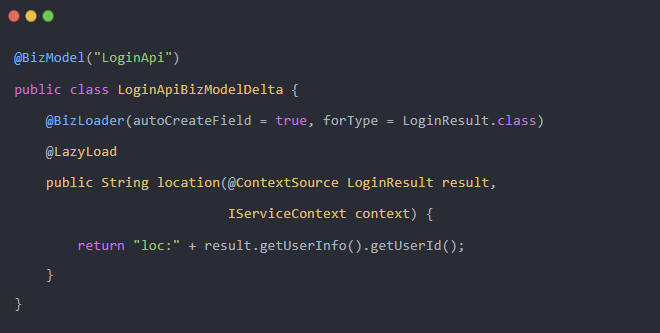 @BizModel("LoginApi")
public class LoginApiBizModelDelta {
    @BizLoader(autoCreateField = true, forType = LoginResult.class)
    @LazyLoad
    public String location(@ContextSource LoginResult result,
                           IServiceContext context) {
        return "loc:" + result.getUserInfo().getUserId();
    }
}